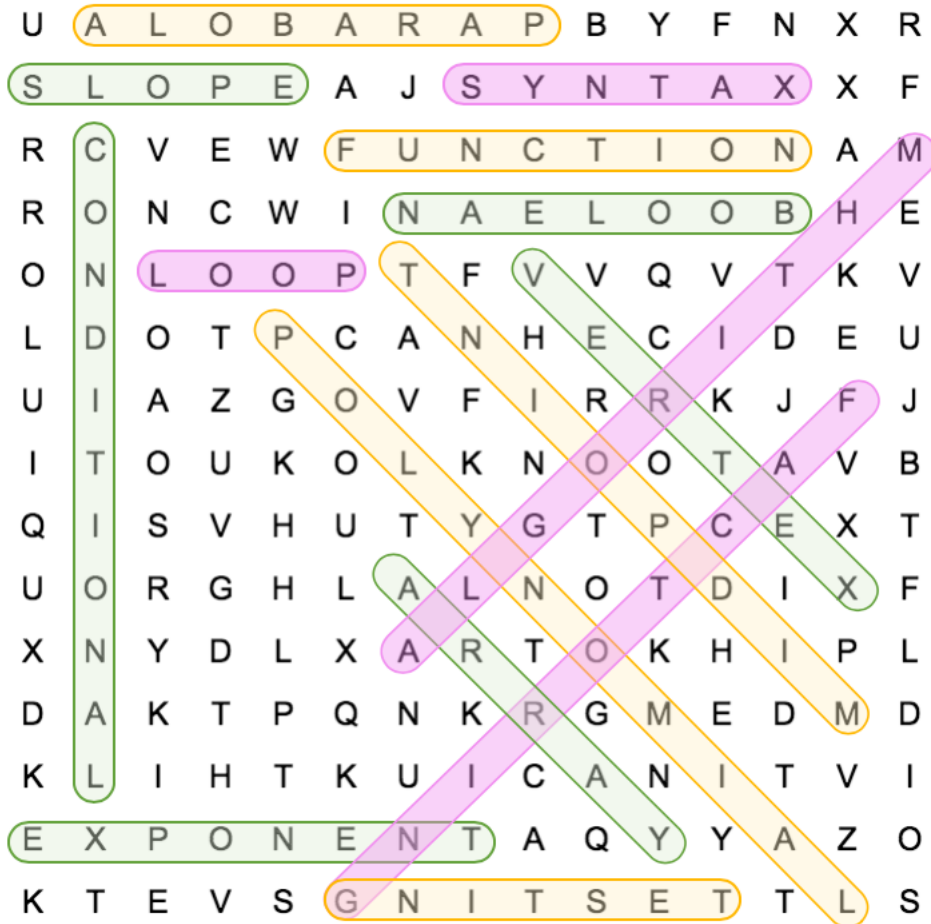 U A L O B A R A P B Y F N X R
S L O P E A J S Y N T A X X F
R C V E W F U N C T I O N A M
R O N C W I N A E L O O B H E
O N L O O P T F V V Q V T K V
L D O T P C A N H E C I D E U
U I A Z G O V F I R R K J F J
I T O U K O L K N O O T A V B
Q I S V H U T Y G T P C E X T
U O R G H L A L N O T D I X F
X N Y D L X A R T O K H I P L
D A K T P Q N K R G M E D M D
K L I H T K U I C A N I T V I
E X P O N E N T A Q Y Y A Z O
K T E V S G N I T S E T T L S